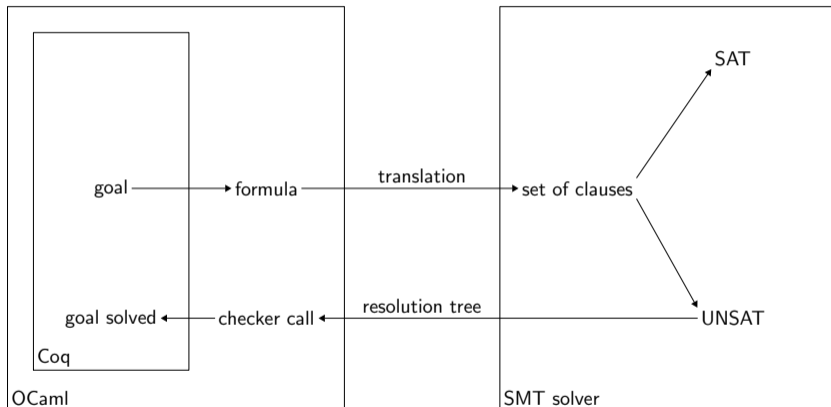 SAT
translation
goal
formula
set of clauses
resolution tree
goal solved
checker call
UNSAT
Coq
OCaml
SMT solver